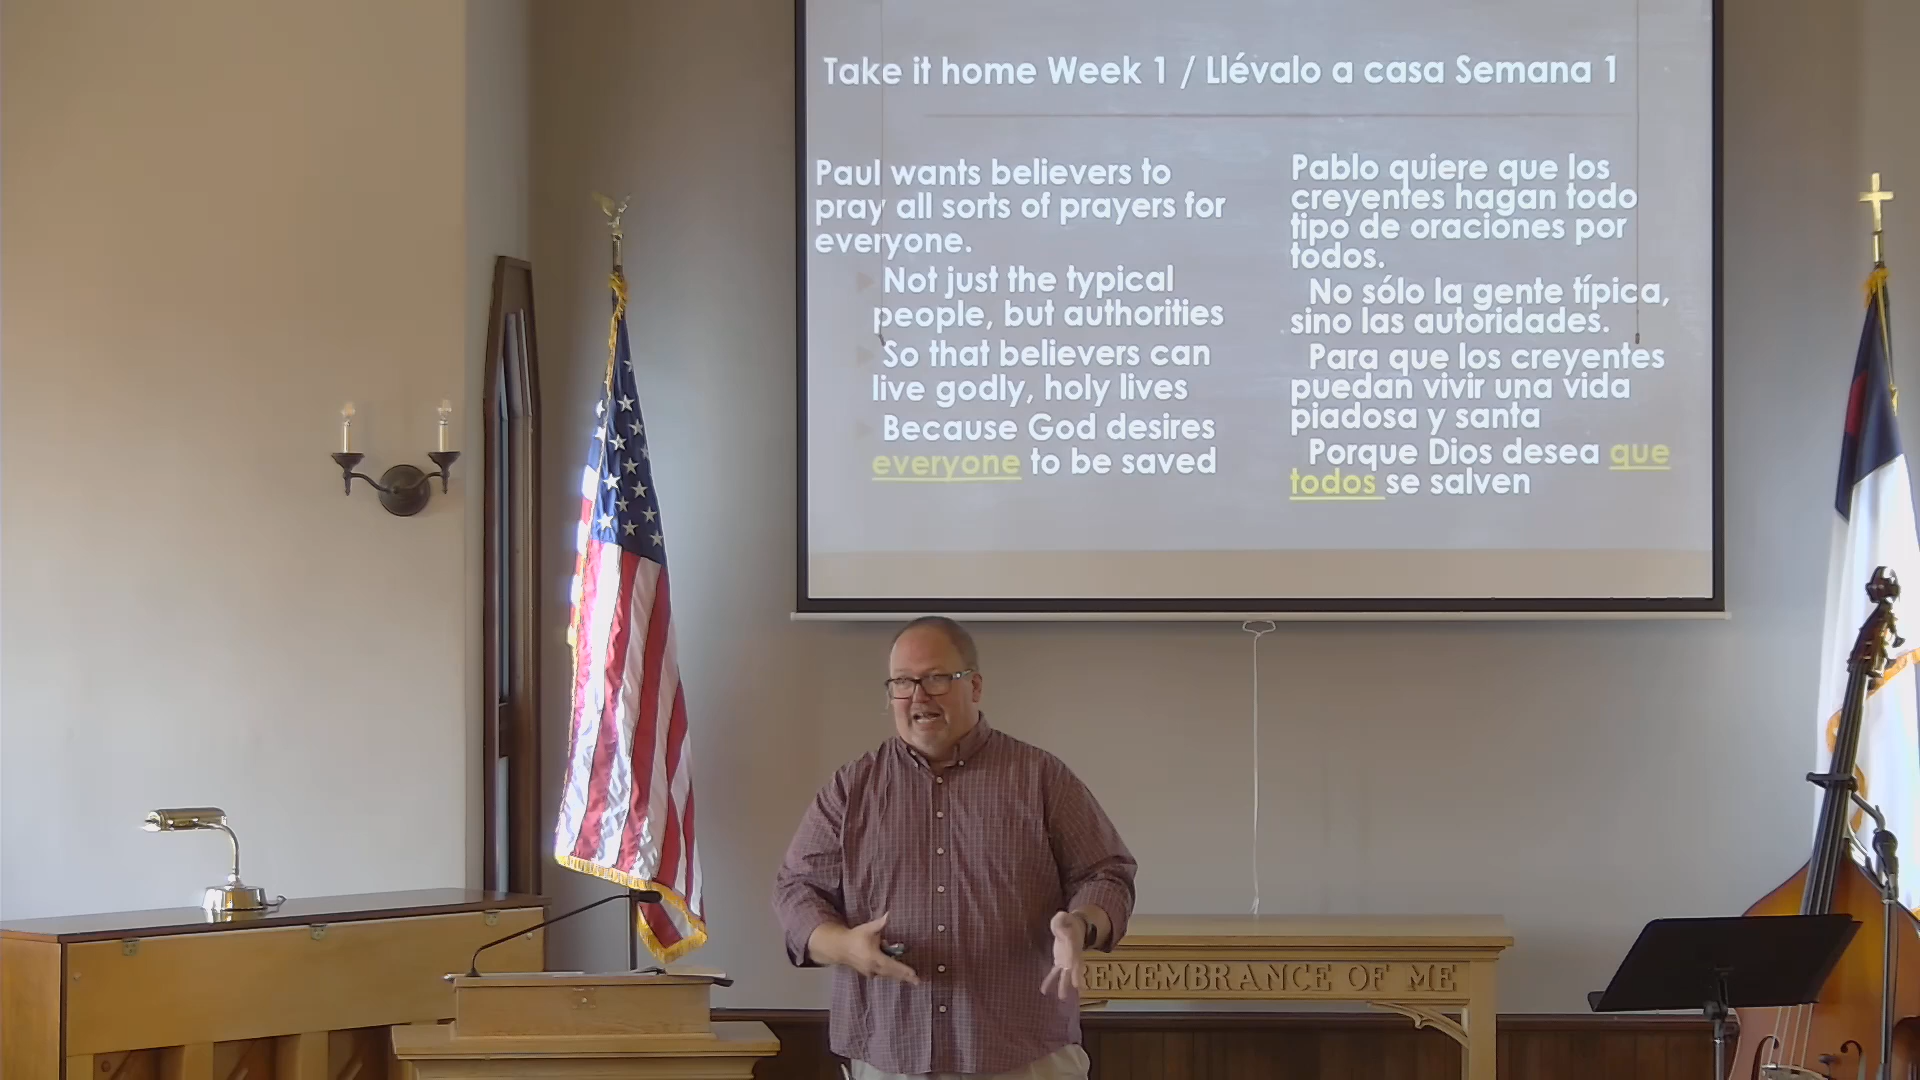 Take it home Week 1 / Llévalo a casa Semana 1
Paul wants believers to
pray all sorts of prayers for
everyone.
Not just the typical
people, but authorities
So that believers can
live godly, holy lives
Because God desires
everyone to be saved
Pablo quiere que los
creyentes hagan todo
tipo de oraciones por
todos.
No sólo la gente típica,
sino las autoridades.
Para que los creyentes
puedan vivir una vida
piadosa y santa
Porque Dios desea que
todos se salven
REMEMBRANCE OF ME